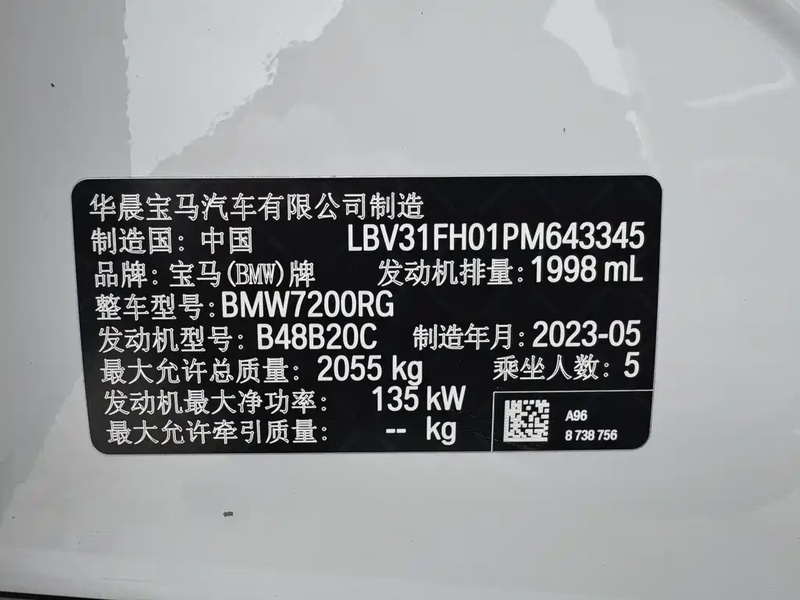 华晨宝马汽车有限公司制造
制造国: 中国 LBV31FH01PM643345
品牌: 宝马(BMW)牌 发动机排量: 1998 mL
整车型号: BMW7200RG
发动机型号: B48B20C 制造年月: 2023-05
最大允许总质量: 2055 kg 乘坐人数: 5
发动机最大净功率: 135 kW
最大允许牵引质量: -- kg
A96
8 738 756